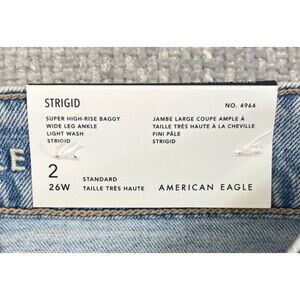 STRIGID
NO. 4964
SUPER HIGH-RISE BAGGY
WIDE LEG ANKLE
LIGHT WASH
STRIGID
JAMBE LARGE COUPE AMPLE À
TAILLE TRÈS HAUTE À LA CHEVILLE
FINI PÂLE
STRIGID
2
26W
STANDARD
TAILLE TRÈS HAUTE
AMERICAN EAGLE